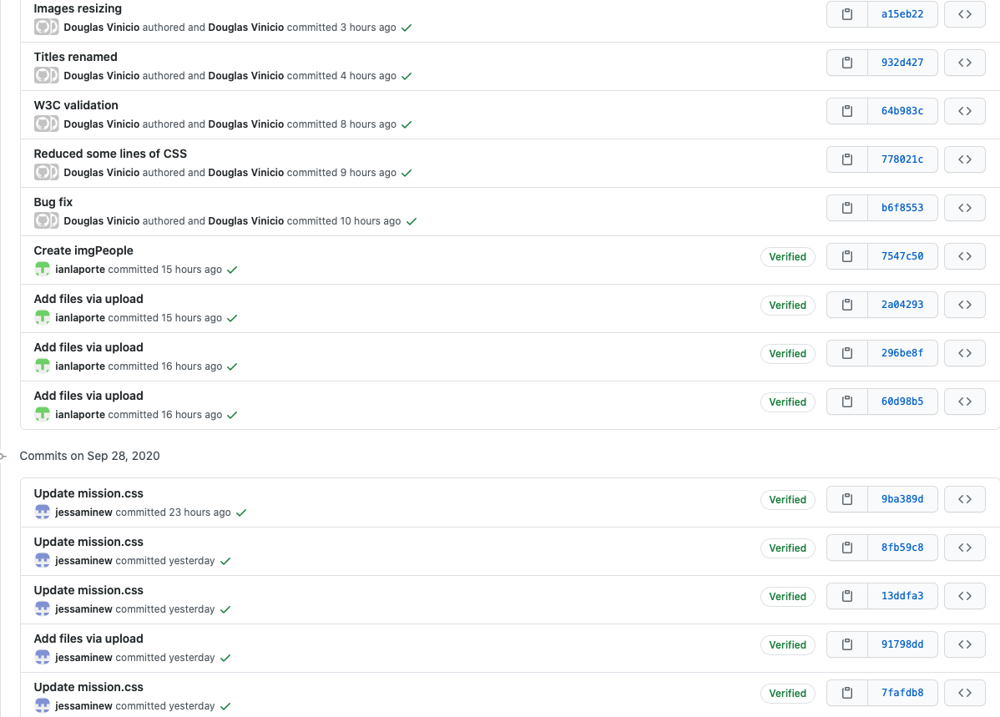 Images resizing
a15eb22
Douglas Vinicio authored and Douglas Vinicio committed 3 hours ago
Titles renamed
932d427
Douglas Vinicio authored and Douglas Vinicio committed 4 hours ago
W3C validation
64b983c
Douglas Vinicio authored and Douglas Vinicio committed 8 hours ago
Reduced some lines of CSS
778021c
Douglas Vinicio authored and Douglas Vinicio committed 9 hours ago
Bug fix
b6f8553
Douglas Vinicio authored and Douglas Vinicio committed 10 hours ago
Create imgPeople
Verified 7547c50
ianlaporte committed 15 hours ago
Add files via upload
Verified 2a04293
ianlaporte committed 15 hours ago
Add files via upload
Verified 296be8f
ianlaporte committed 16 hours ago
Add files via upload
Verified 60d98b5
ianlaporte committed 16 hours ago
Commits on Sep 28, 2020
Update mission.css
Verified 9ba389d
jessaminew committed 23 hours ago
Update mission.css
Verified 8fb59c8
jessaminew committed yesterday
Update mission.css
Verified 13ddfa3
jessaminew committed yesterday
Add files via upload
Verified 91798dd
jessaminew committed yesterday
Update mission.css
Verified 7fafdb8
jessaminew committed yesterday